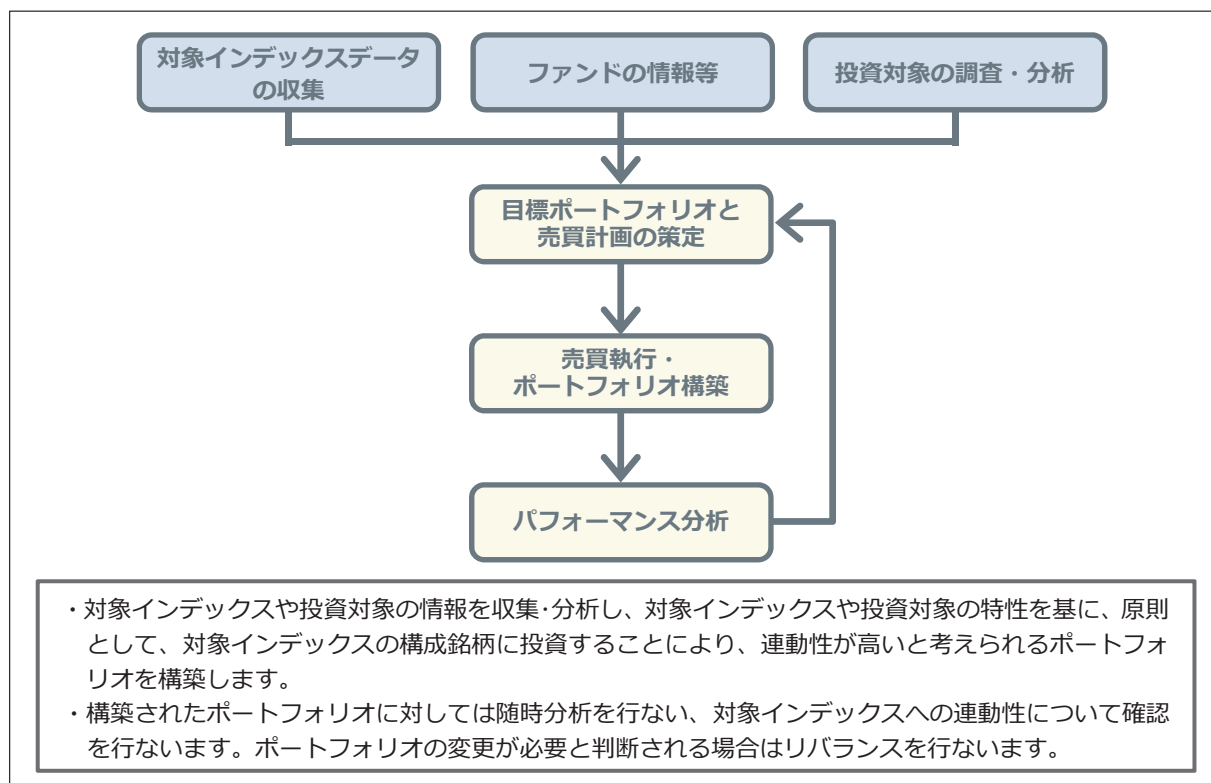 対象インデックスデータ
の収集
ファンドの情報等
投資対象の調査・分析
目標ポートフォリオと
売買計画の策定
売買執行・
ポートフォリオ構築
パフォーマンス分析
・対象インデックスや投資対象の情報を収集・分析し、対象インデックスや投資対象の特性を基に、原則
として、対象インデックスの構成銘柄に投資することにより、連動性が高いと考えられるポートフォ
リオを構築します。
・構築されたポートフォリオに対しては随時分析を行ない、対象インデックスへの連動性について確認
を行ないます。ポートフォリオの変更が必要と判断される場合はリバランスを行ないます。